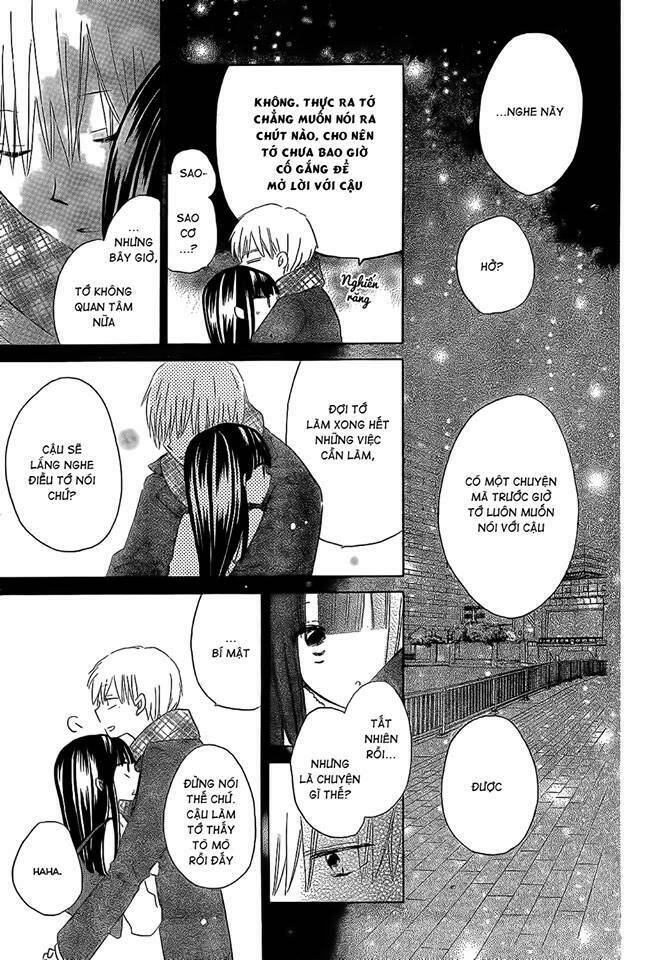 ...NGHE NÀY
HỞ?
CÓ MỘT CHUYỆN
MÀ TRƯỚC GIỜ
TỚ LUÔN MUỐN
NÓI VỚI CẬU
ĐƯỢC
KHÔNG. THỰC RA TỚ
CHẲNG MUỐN NÓI RA
CHÚT NÀO, CHO NÊN
TỚ CHƯA BAO GIỜ
CỐ GẮNG ĐỂ
MỞ LỜI VỚI CẬU
SAO-
SAO
CƠ
...?
Nghiến
răng
...
NHƯNG
BÂY GIỜ,
TỚ KHÔNG
QUAN TÂM
NỮA
ĐỢI TỚ
LÀM XONG HẾT
NHỮNG VIỆC
CẦN LÀM,
CẬU SẼ
LẮNG NGHE
ĐIỀU TỚ NÓI
CHỨ?
TẤT
NHIÊN
RỒI...
NHƯNG
LÀ CHUYỆN
GÌ THẾ?
...
BÍ MẬT
ĐỪNG NÓI
THẾ CHỨ.
CẬU LÀM
TỚ THẤY
TÒ MÒ
RỒI ĐẤY
HAHA.